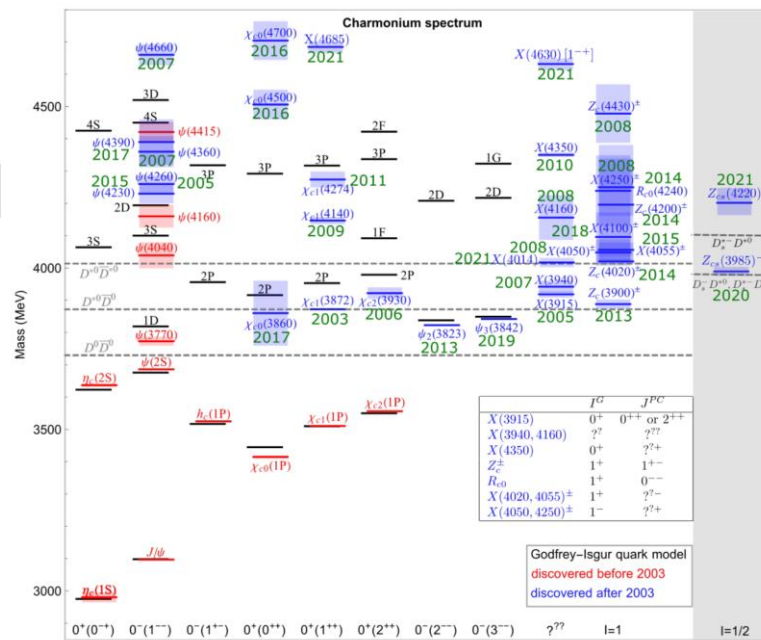 Charmonium spectrum
Mass (MeV)
4500
4000
3500
3000
ψ(4660)
2007
χc0(4700)
2016
X(4685)
2021
X(4630) [1⁻⁺]
2021
3D
4S
4S
ψ(4415)
ψ(4390)
2017
2007
ψ(4360)
χc0(4500)
2016
2F
3P
Zc(4430)±
2008
X(4350)
2010
1G
2015
ψ(4260)
ψ(4230)
2005
3P
3P
3P
χc1(4274)
2011
2D
2D
2008
X(4250)±
2014
Rc0(4240)
2021
Zcs(4220)
2D
ψ(4160)
χc1(4140)
2009
2008
X(4160)
Zc(4200)±
2014
3S
3S
ψ(4040)
1F
2018
X(4100)±
2015
2008
X(4050)±
X(4055)±
2021
X(4014)
D*⁰D̄*⁰
Ds*⁻D*⁰
Zcs(3985)⁻
2020
2P
2P
2P
2P
2007
X(3940)
Zc(4020)±
2014
D*⁰D̄⁰
χc1(3872)
2003
χc2(3930)
2006
X(3915)
2005
Zc(3900)±
2013
Ds⁻D*⁰, Ds*⁻D
1D
ψ(3770)
χc0(3860)
2017
ψ2(3823)
2013
ψ3(3842)
2019
D⁰D̄⁰
ηc(2S)
ψ(2S)
hc(1P)
χc0(1P)
χc1(1P)
χc2(1P)
J/ψ
ηc(1S)
I^G J^PC
X(3915) 0⁺ 0⁺⁺ or 2⁺⁺
X(3940, 4160) ?^? ?^??
X(4350) 0⁺ ?^?+
Zc± 1⁺ 1⁺⁻
Rc0 1⁺ 0⁻⁻
X(4020, 4055)± 1⁺ ?^?-
X(4050, 4250)± 1⁻ ?^?+
Godfrey–Isgur quark model
discovered before 2003
discovered after 2003
0⁺(0⁻⁺) 0⁻(1⁻⁻) 0⁻(1⁺⁻) 0⁺(0⁺⁺) 0⁺(1⁺⁺) 0⁺(2⁺⁺) 0⁻(2⁻⁻) 0⁻(3⁻⁻) ?^?? I=1 I=1/2